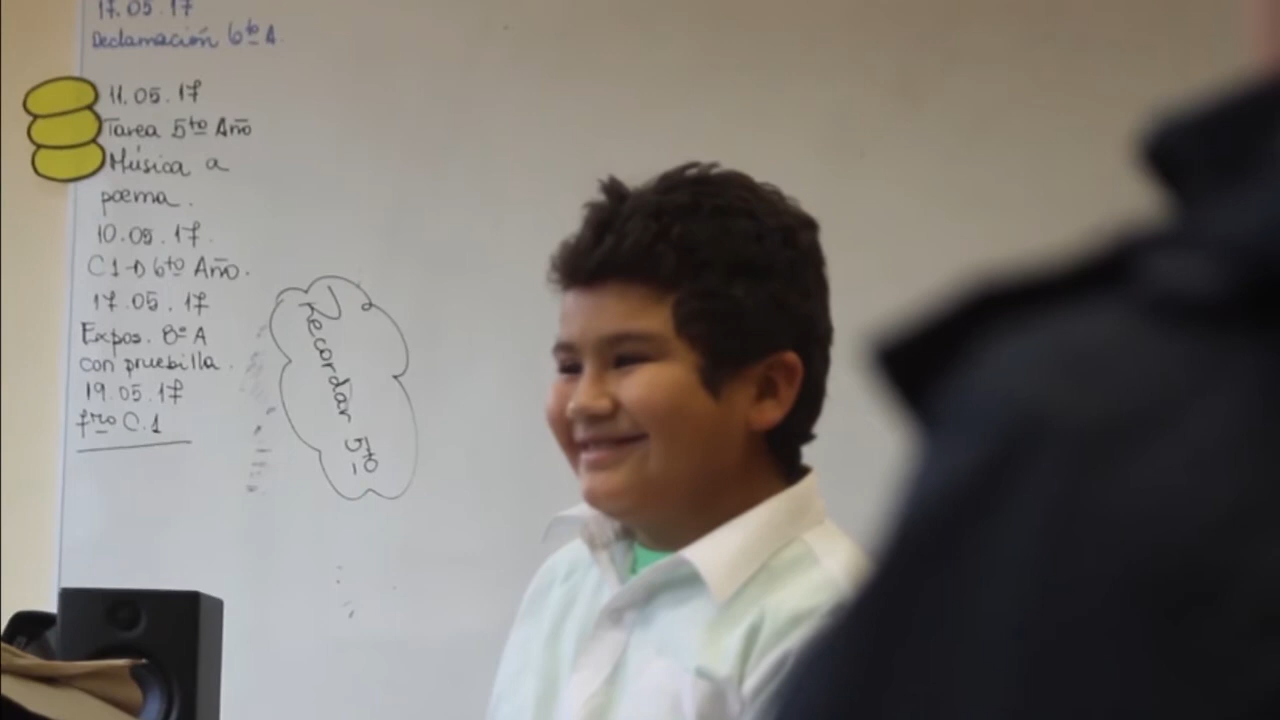 17.05.17
Declamación 6to A.
11.05.17
Tarea 5to Año
Música a
poema.
10.05.17.
C1-D 6to Año.
17.05.17
Expos. 8º A
con pruebilla.
19.05.17
fro C.1
Recordar 5to